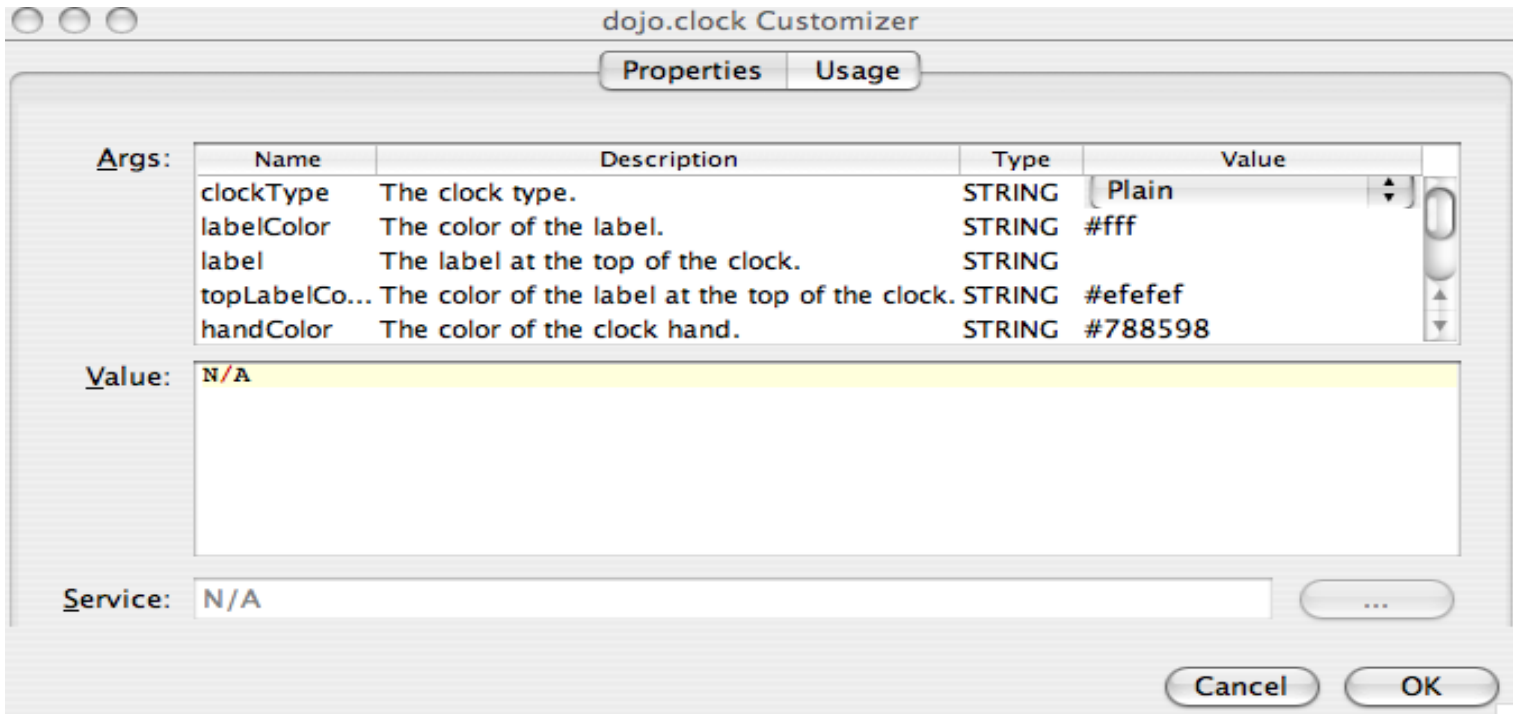 dojo.clock Customizer
Properties Usage
Args: Name Description Type Value
clockType The clock type. STRING Plain
labelColor The color of the label. STRING #fff
label The label at the top of the clock. STRING
topLabelCo... The color of the label at the top of the clock. STRING #efefef
handColor The color of the clock hand. STRING #788598
Value: N/A
Service: N/A ...
Cancel OK